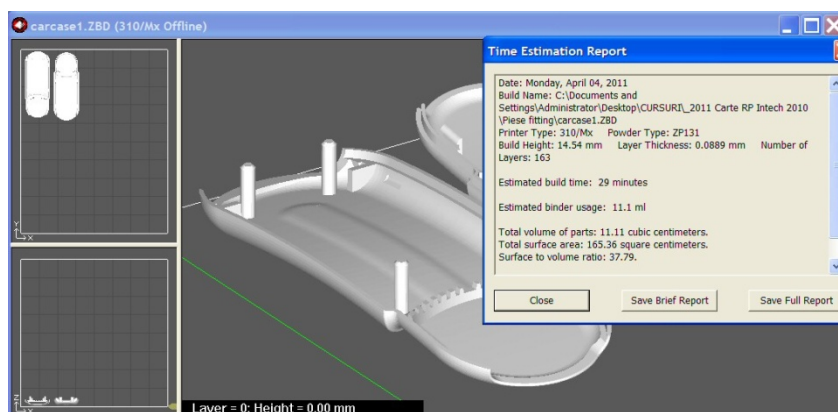 carcase1.ZBD (310/Mx Offline)
Time Estimation Report
Date: Monday, April 04, 2011
Build Name: C:\Documents and
Settings\Administrator\Desktop\CURSURI\_2011 Carte RP Intech 2010
\Piese fitting\carcase1.ZBD
Printer Type: 310/Mx Powder Type: ZP131
Build Height: 14.54 mm Layer Thickness: 0.0889 mm Number of
Layers: 163
Estimated build time: 29 minutes
Estimated binder usage: 11.1 ml
Total volume of parts: 11.11 cubic centimeters.
Total surface area: 165.36 square centimeters.
Surface to volume ratio: 37.79.
Close Save Brief Report Save Full Report
Y
X
Z
X
Layer = 0: Height = 0.00 mm